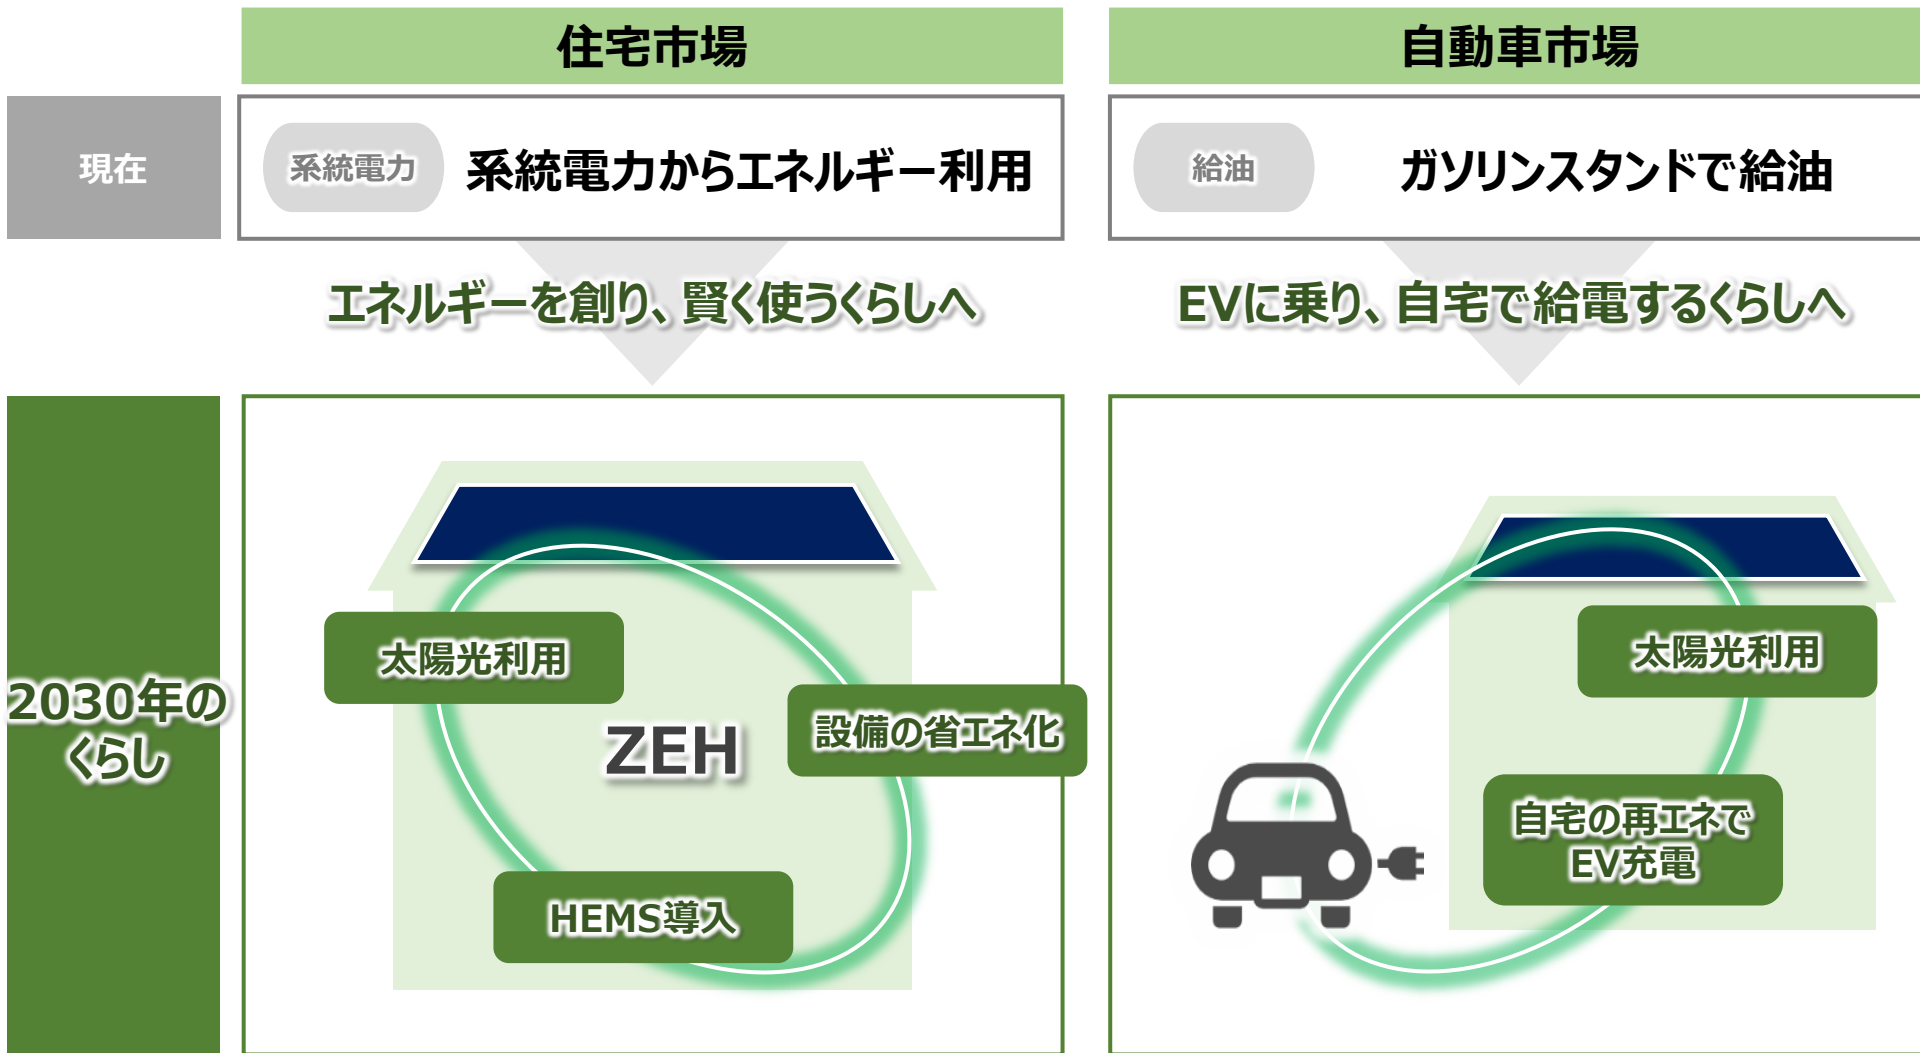 住宅市場
自動車市場
現在
系統電力
系統電力からエネルギー利用
給油
ガソリンスタンドで給油
エネルギーを創り、賢く使うくらしへ
EVに乗り、自宅で給電するくらしへ
2030年の
くらし
太陽光利用
ZEH
設備の省エネ化
HEMS導入
太陽光利用
自宅の再エネで
EV充電